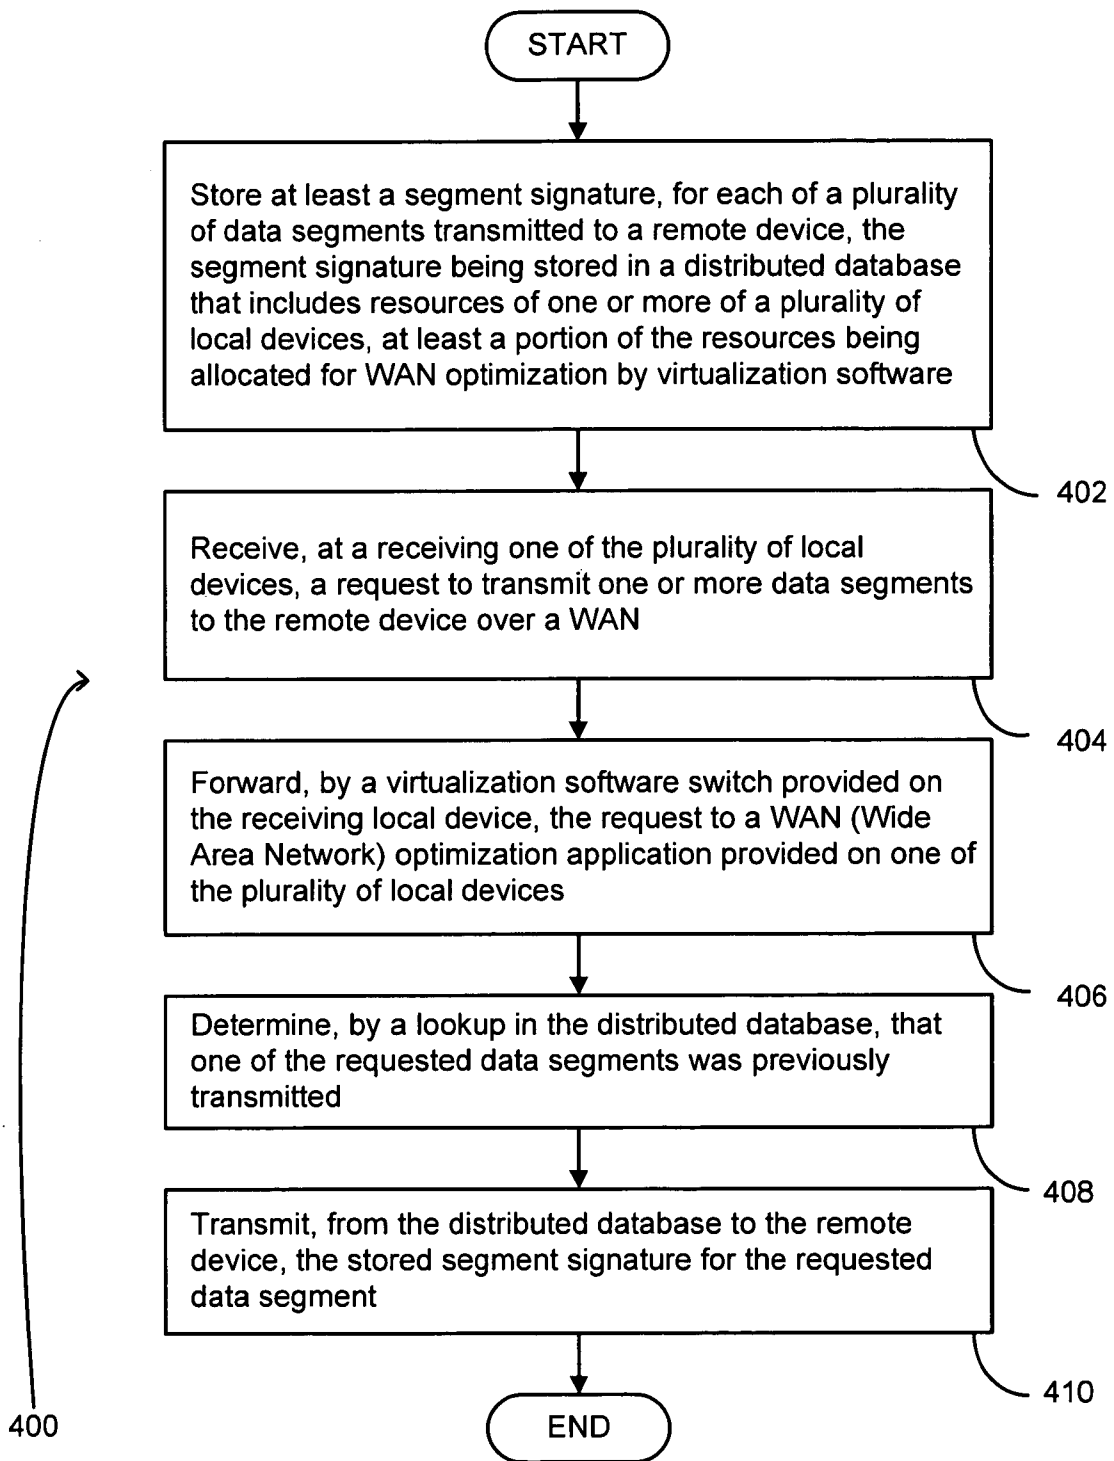 START
Store at least a segment signature, for each of a plurality
of data segments transmitted to a remote device, the
segment signature being stored in a distributed database
that includes resources of one or more of a plurality of
local devices, at least a portion of the resources being
allocated for WAN optimization by virtualization software
402
Receive, at a receiving one of the plurality of local
devices, a request to transmit one or more data segments
to the remote device over a WAN
404
Forward, by a virtualization software switch provided on
the receiving local device, the request to a WAN (Wide
Area Network) optimization application provided on one of
the plurality of local devices
406
Determine, by a lookup in the distributed database, that
one of the requested data segments was previously
transmitted
408
Transmit, from the distributed database to the remote
device, the stored segment signature for the requested
data segment
410
END
400